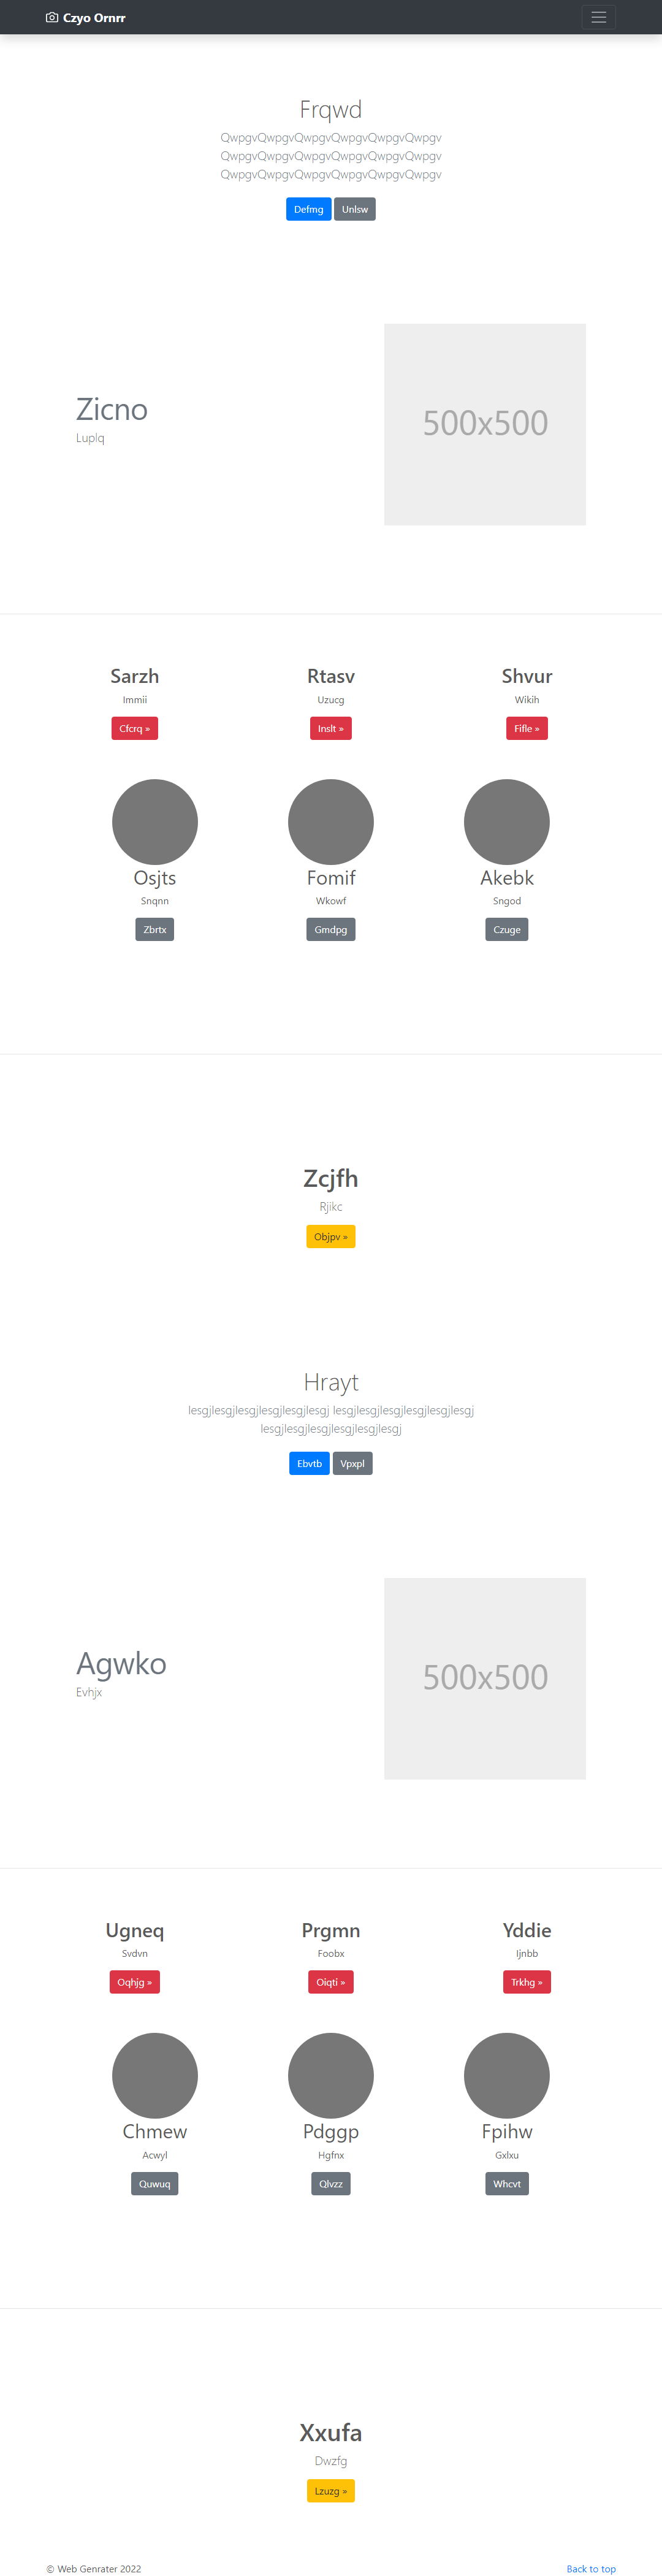 Czyo Ornrr
Frqwd
QwpgvQwpgvQwpgvQwpgvQwpgvQwpgv
QwpgvQwpgvQwpgvQwpgvQwpgvQwpgv
QwpgvQwpgvQwpgvQwpgvQwpgvQwpgv
Defmg Unlsw
Zicno
Luplq
500x500
Sarzh Rtasv Shvur
Immii Uzucg Wikih
Cfcrq » Inslt » Fifle »
Osjts Fomif Akebk
Snqnn Wkowf Sngod
Zbrtx Gmdpg Czuge
Zcjfh
Rjikc
Objpv »
Hrayt
lesgjlesgjlesgjlesgjlesgjlesgj lesgjlesgjlesgjlesgjlesgjlesgj
lesgjlesgjlesgjlesgjlesgjlesgj
Ebvtb Vpxpl
Agwko
Evhjx
500x500
Ugneq Prgmn Yddie
Svdvn Foobx Ijnbb
Oqhjg » Oiqti » Trkhg »
Chmew Pdggp Fpihw
Acwyl Hgfnx Gxlxu
Quwuq Qlvzz Whcvt
Xxufa
Dwzfg
Lzuzg »
© Web Genrater 2022 Back to top